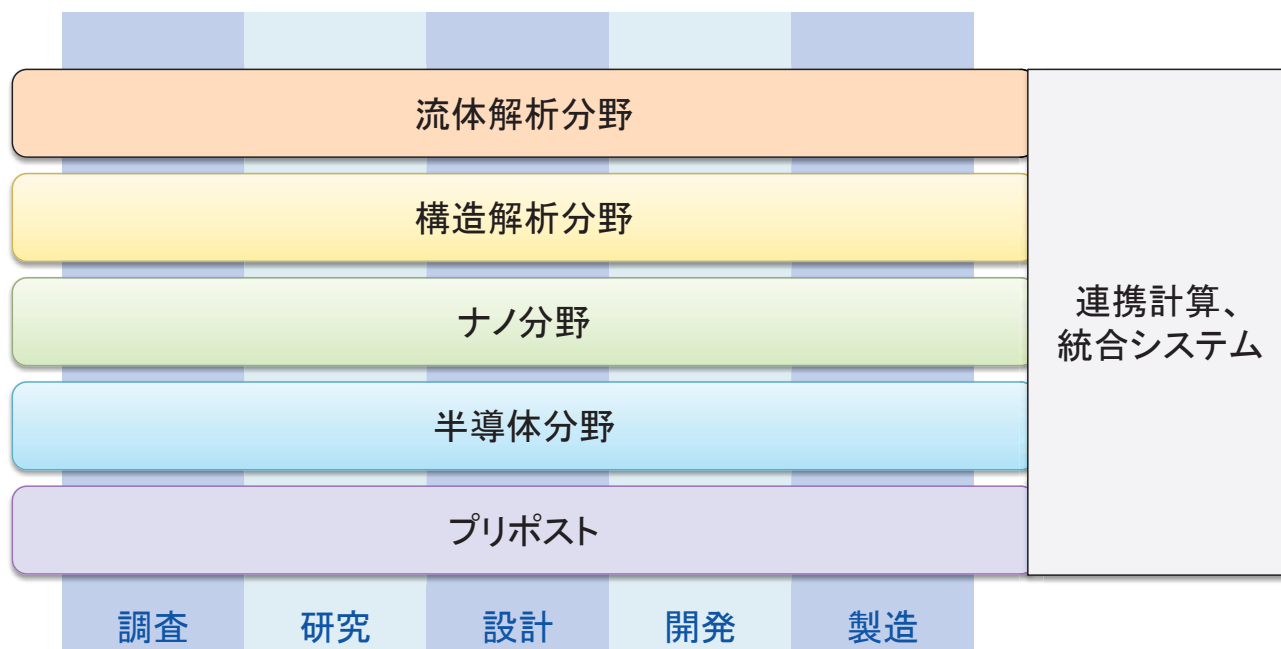 流体解析分野
構造解析分野
ナノ分野
半導体分野
プリポスト
連携計算、
統合システム
調査
研究
設計
開発
製造